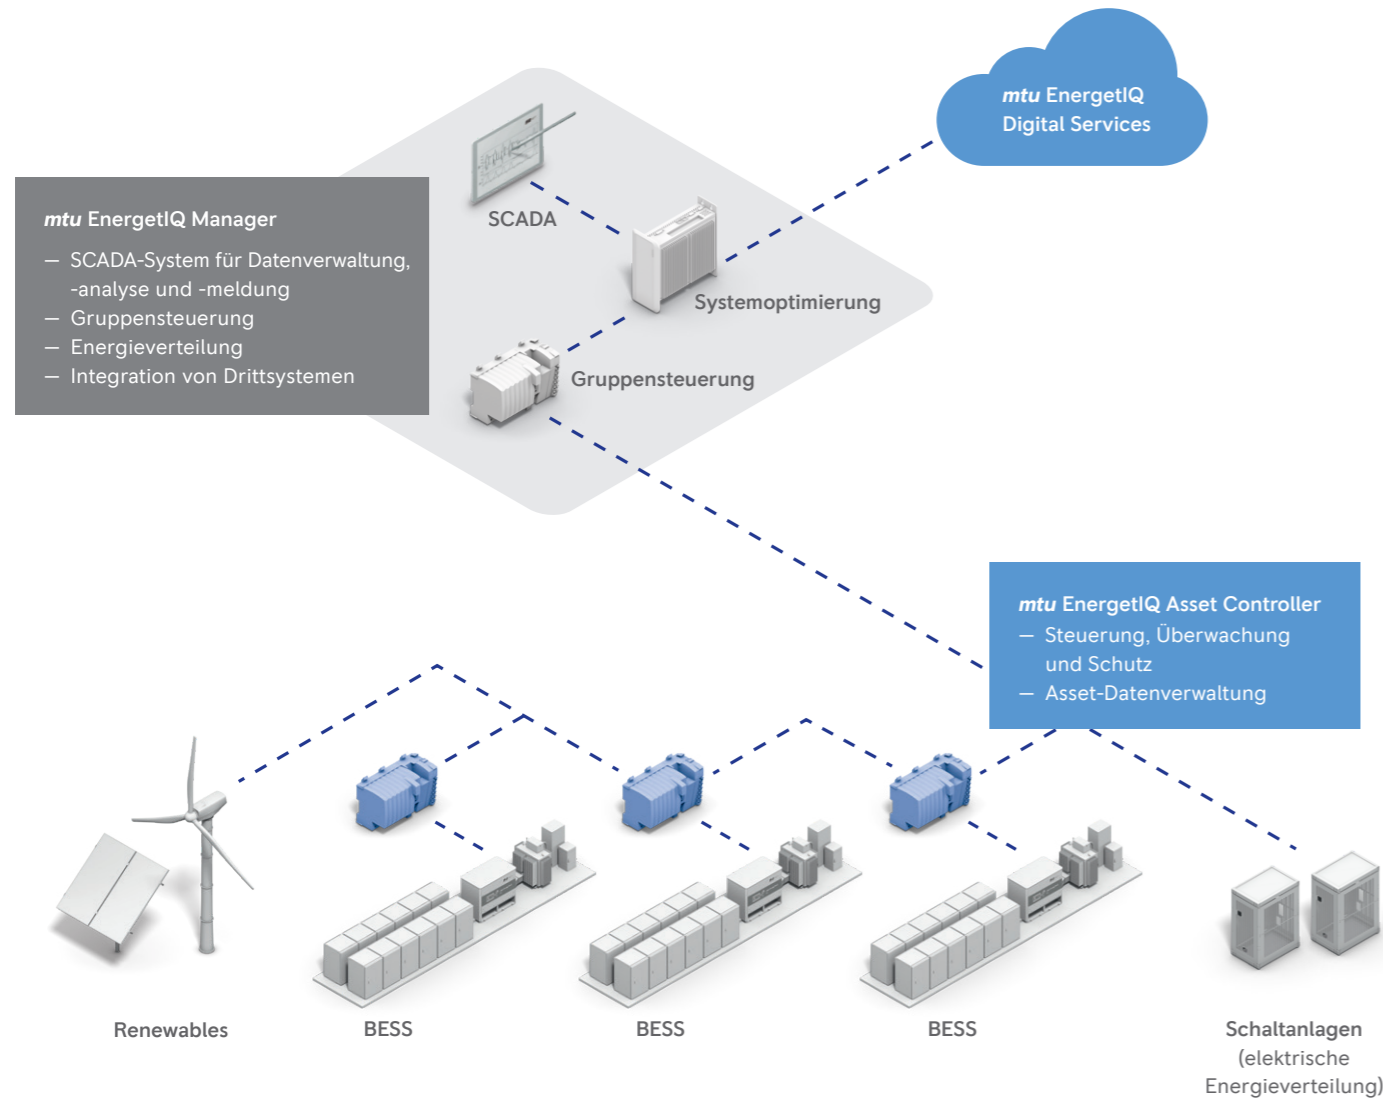 mtu EnergetIQ
Digital Services
SCADA
mtu EnergetIQ Manager
— SCADA-System für Datenverwaltung,
-analyse und -meldung
— Gruppensteuerung
— Energieverteilung
— Integration von Drittsystemen
Systemoptimierung
Gruppensteuerung
mtu EnergetIQ Asset Controller
— Steuerung, Überwachung
und Schutz
— Asset-Datenverwaltung
Renewables
BESS
BESS
BESS
Schaltanlagen
(elektrische
Energieverteilung)